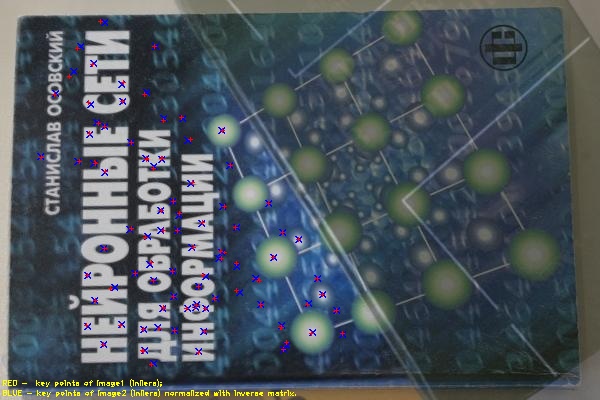 СТАНИСЛАВ ОСОВСКИЙ
НЕЙРОННЫЕ СЕТИ
ДЛЯ ОБРАБОТКИ
ИНФОРМАЦИИ
RED - key points of image1 (inliers);
BLUE - key points of image2 (inliers) normalized with inverse matrix.